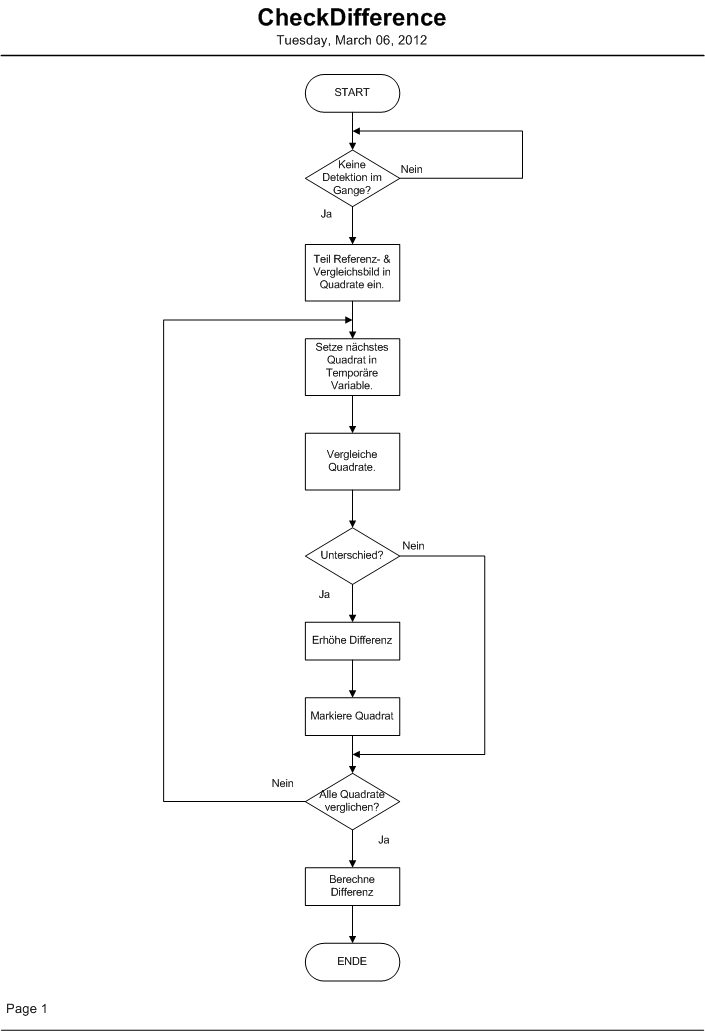 CheckDifference
Tuesday, March 06, 2012
START
Keine
Detektion im
Gange?
Nein
Ja
Teil Referenz- &
Vergleichsbild in
Quadrate ein.
Setze nächstes
Quadrat in
Temporäre
Variable.
Vergleiche
Quadrate.
Unterschied?
Nein
Ja
Erhöhe Differenz
Markiere Quadrat
Nein
Alle Quadrate
verglichen?
Ja
Berechne
Differenz
ENDE
Page 1